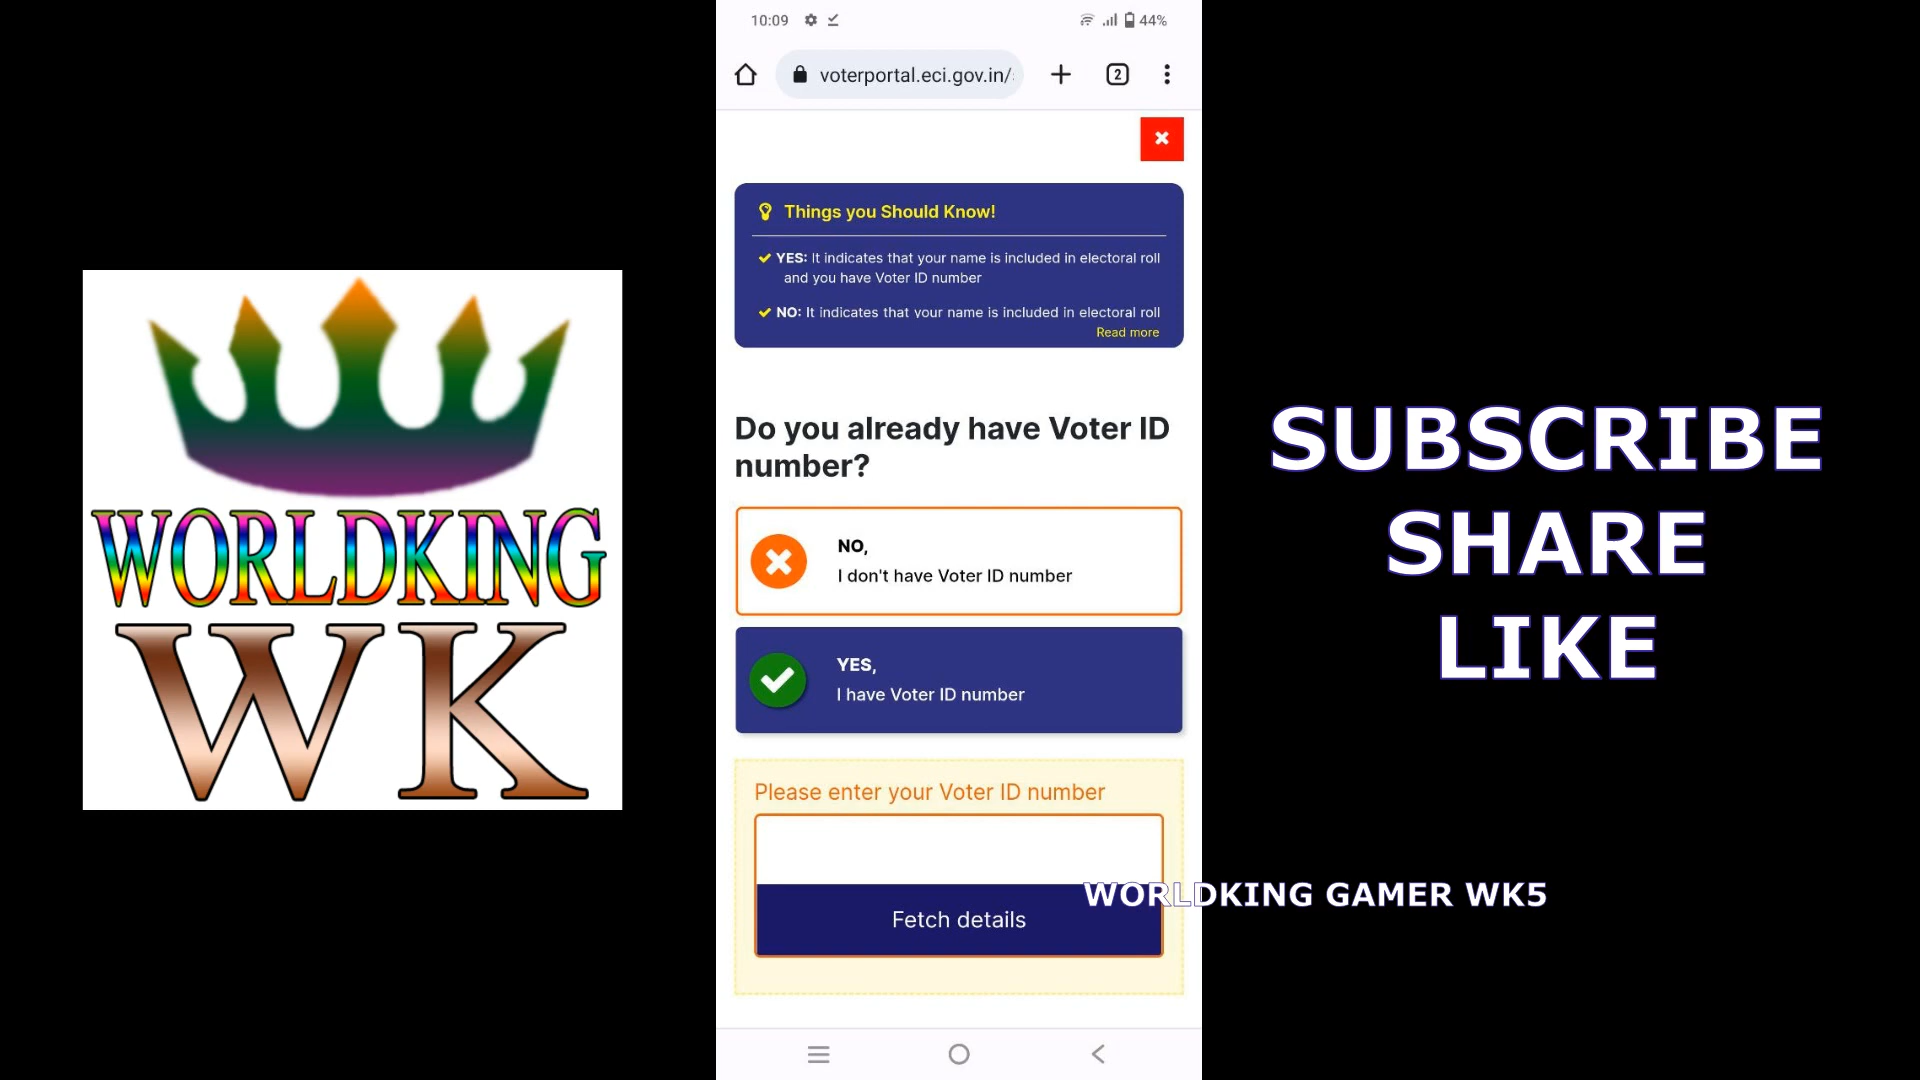 WORLDKING
WK
10:09
44%
voterportal.eci.gov.in/
2
Things you Should Know!
YES: It indicates that your name is included in electoral roll
and you have Voter ID number
NO: It indicates that your name is included in electoral roll
Read more
Do you already have Voter ID
number?
NO,
I don't have Voter ID number
YES,
I have Voter ID number
Please enter your Voter ID number
Fetch details
SUBSCRIBE
SHARE
LIKE
WORLDKING GAMER WK5